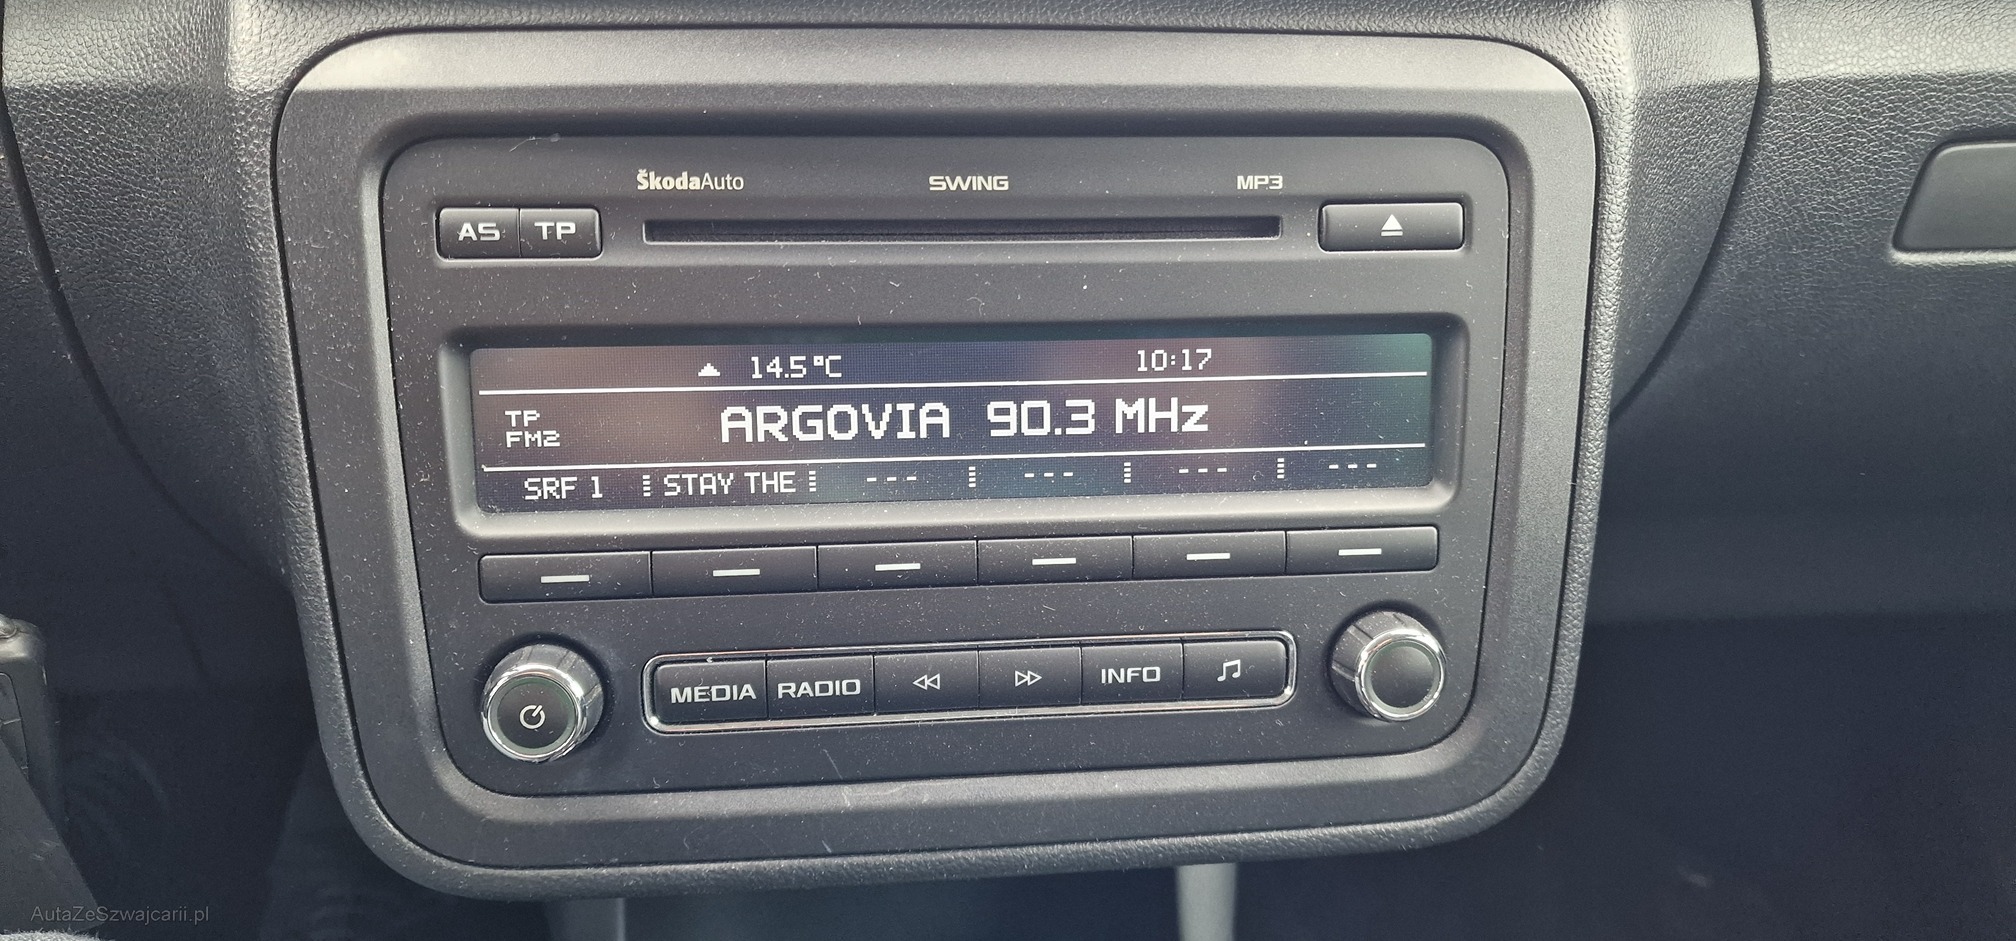 ŠkodaAuto SWING MP3
AS TP
14.5°C 10:17
TP
FM2
ARGOVIA 90.3 MHz
SRF 1 STAY THE --- --- --- ---
MEDIA RADIO INFO
AutaZeSzwajcarii.pl